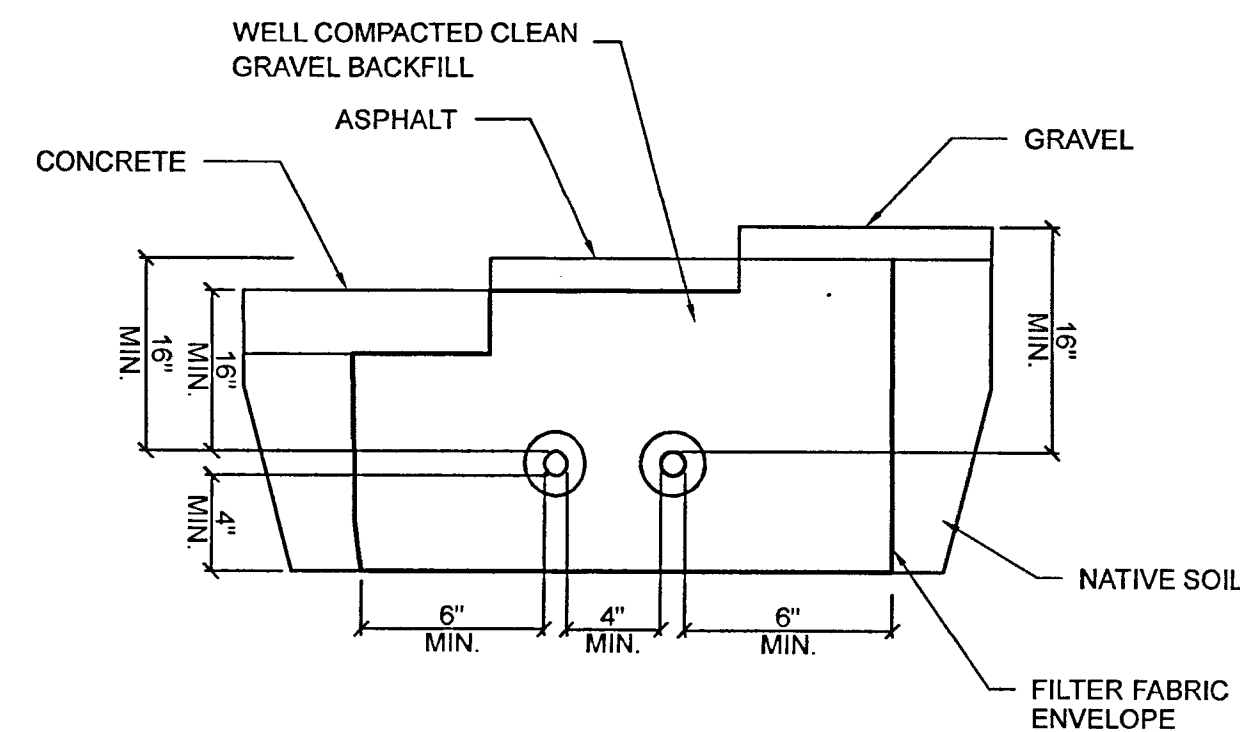 WELL COMPACTED CLEAN
GRAVEL BACKFILL
ASPHALT
CONCRETE
GRAVEL
16"
MIN.
16"
MIN.
16"
MIN.
4"
MIN.
6"
MIN.
4"
MIN.
6"
MIN.
NATIVE SOIL
FILTER FABRIC
ENVELOPE